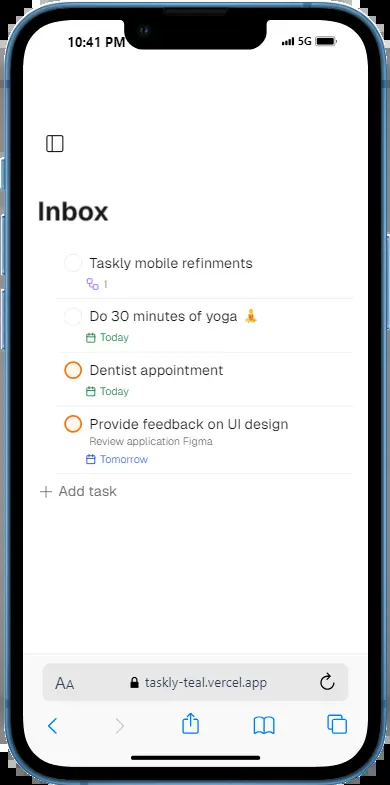 10:41 PM
5G
Inbox
Taskly mobile refinments
1
Do 30 minutes of yoga 🧘
Today
Dentist appointment
Today
Provide feedback on UI design
Review application Figma
Tomorrow
+ Add task
AA
taskly-teal.vercel.app